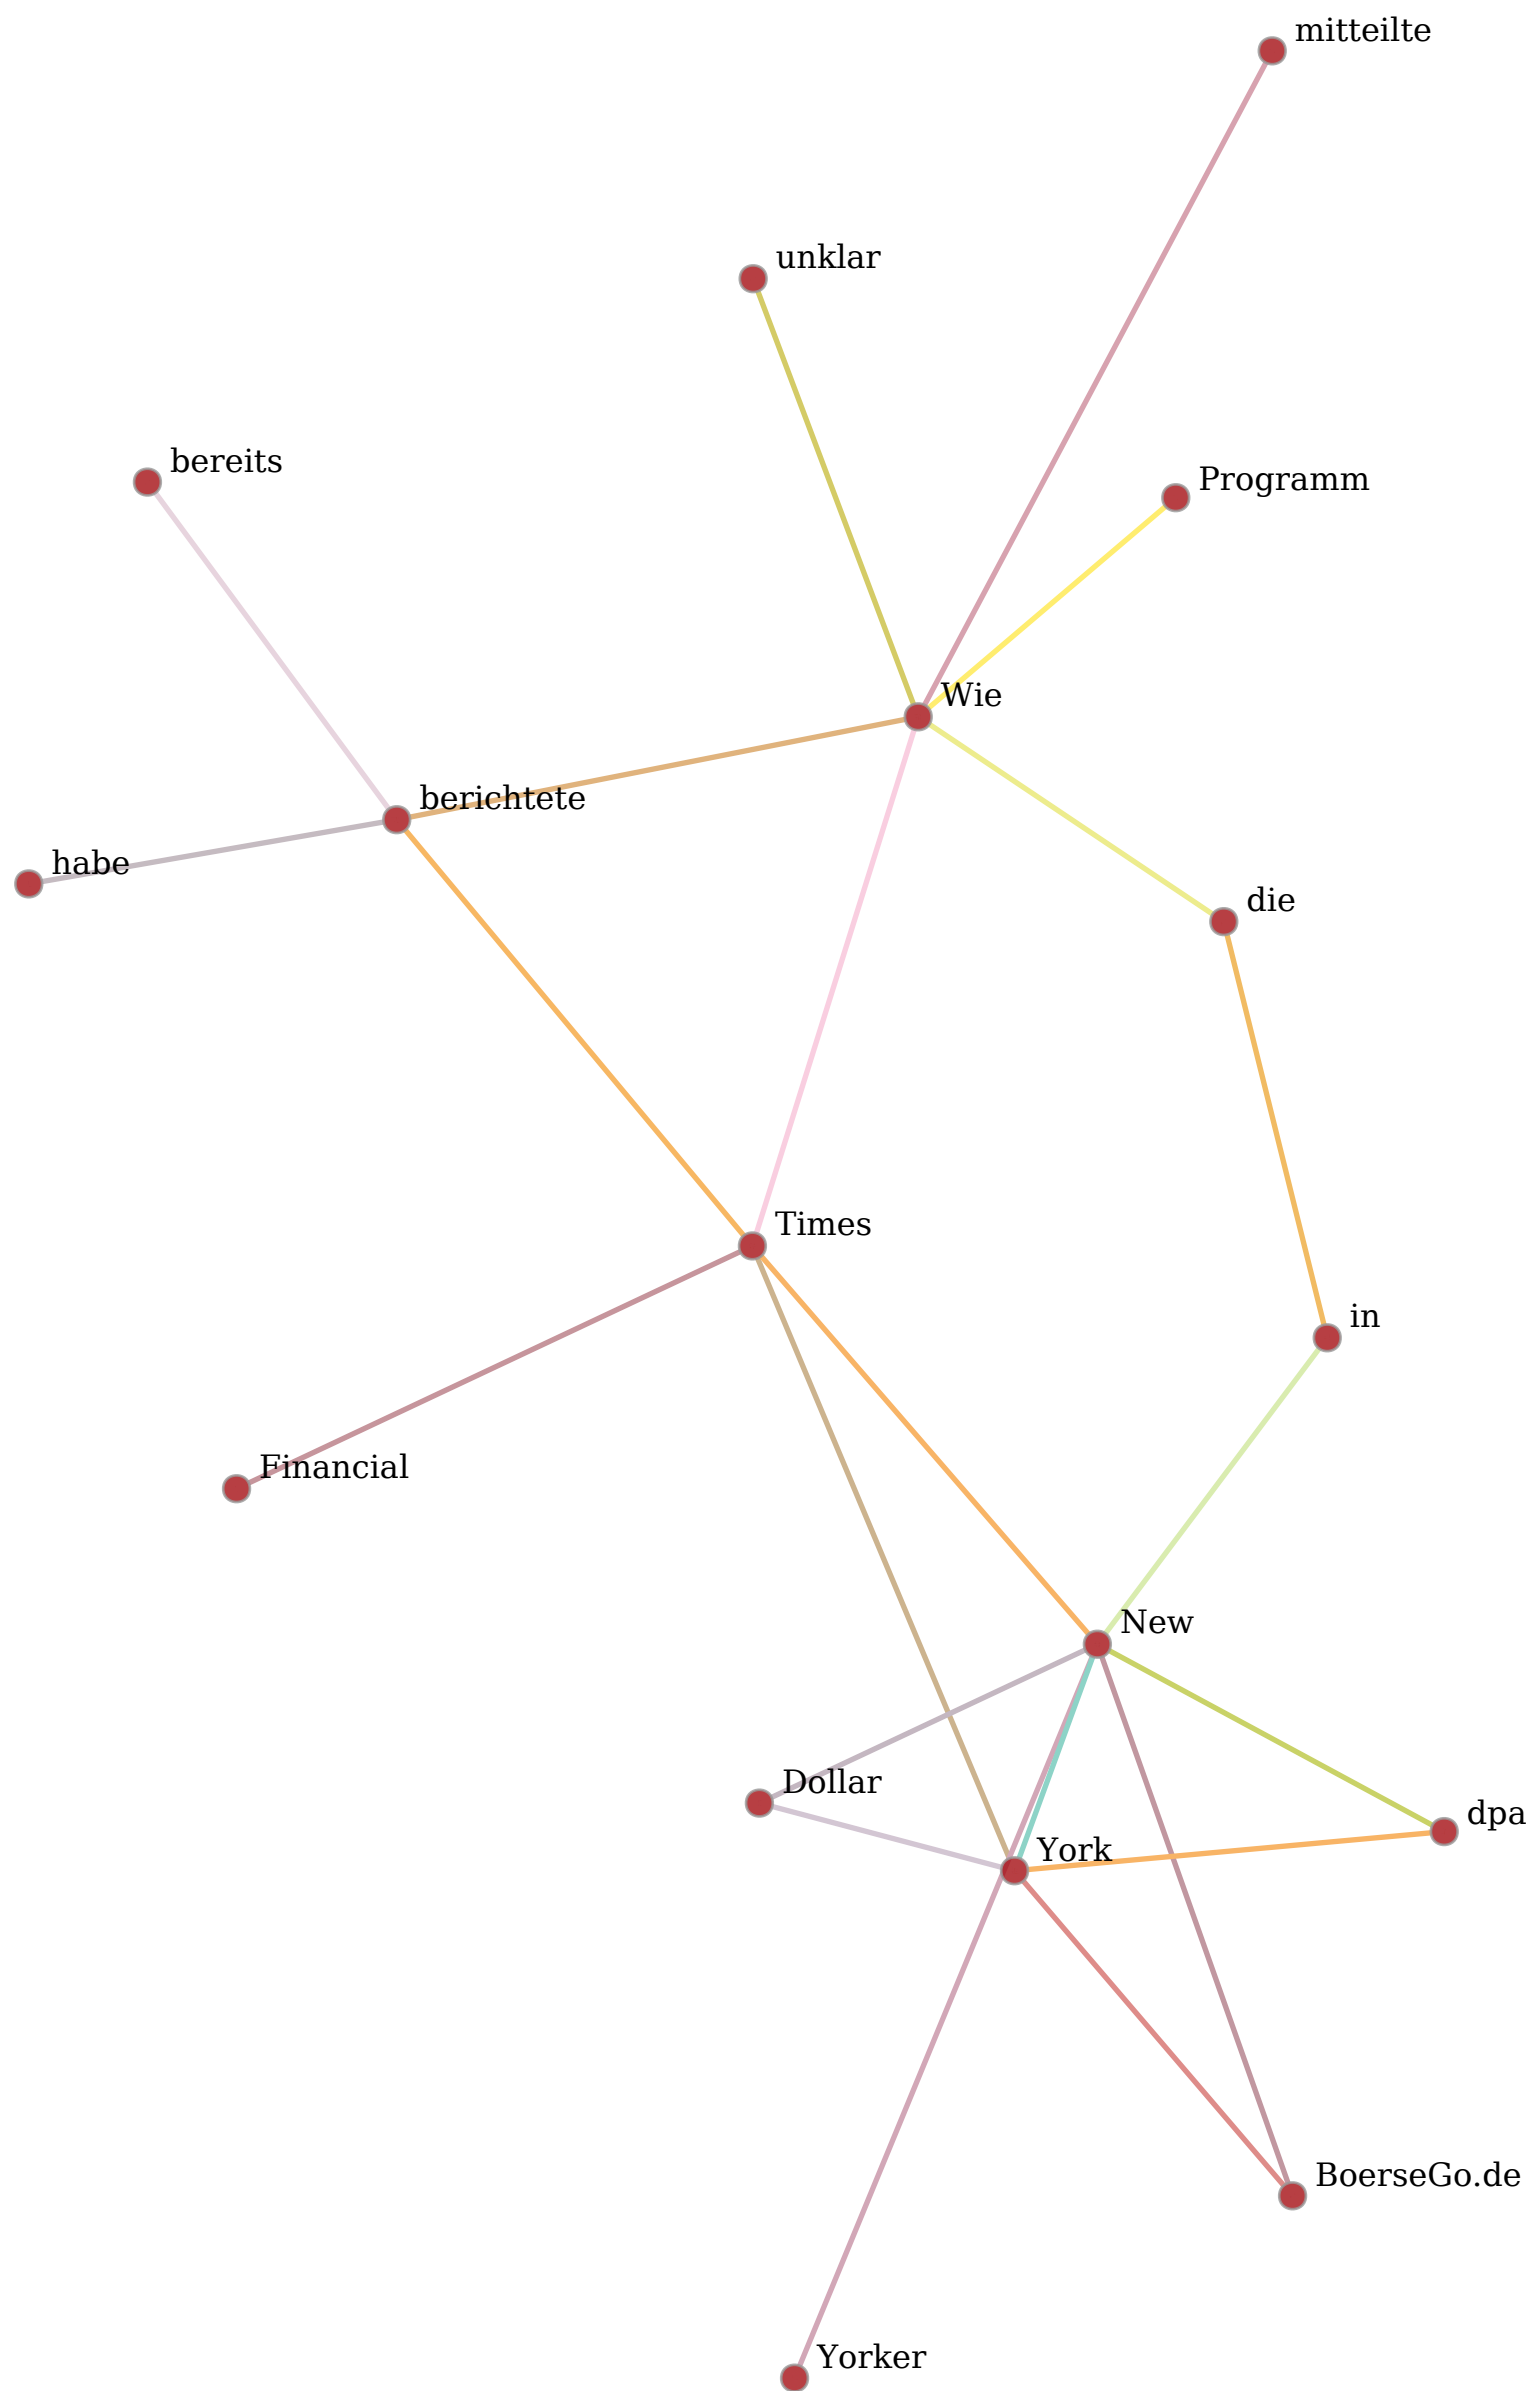 mitteilte
unklar
bereits
Programm
Wie
berichtete
habe
die
Times
in
Financial
New
Dollar
dpa
York
BoerseGo.de
Yorker